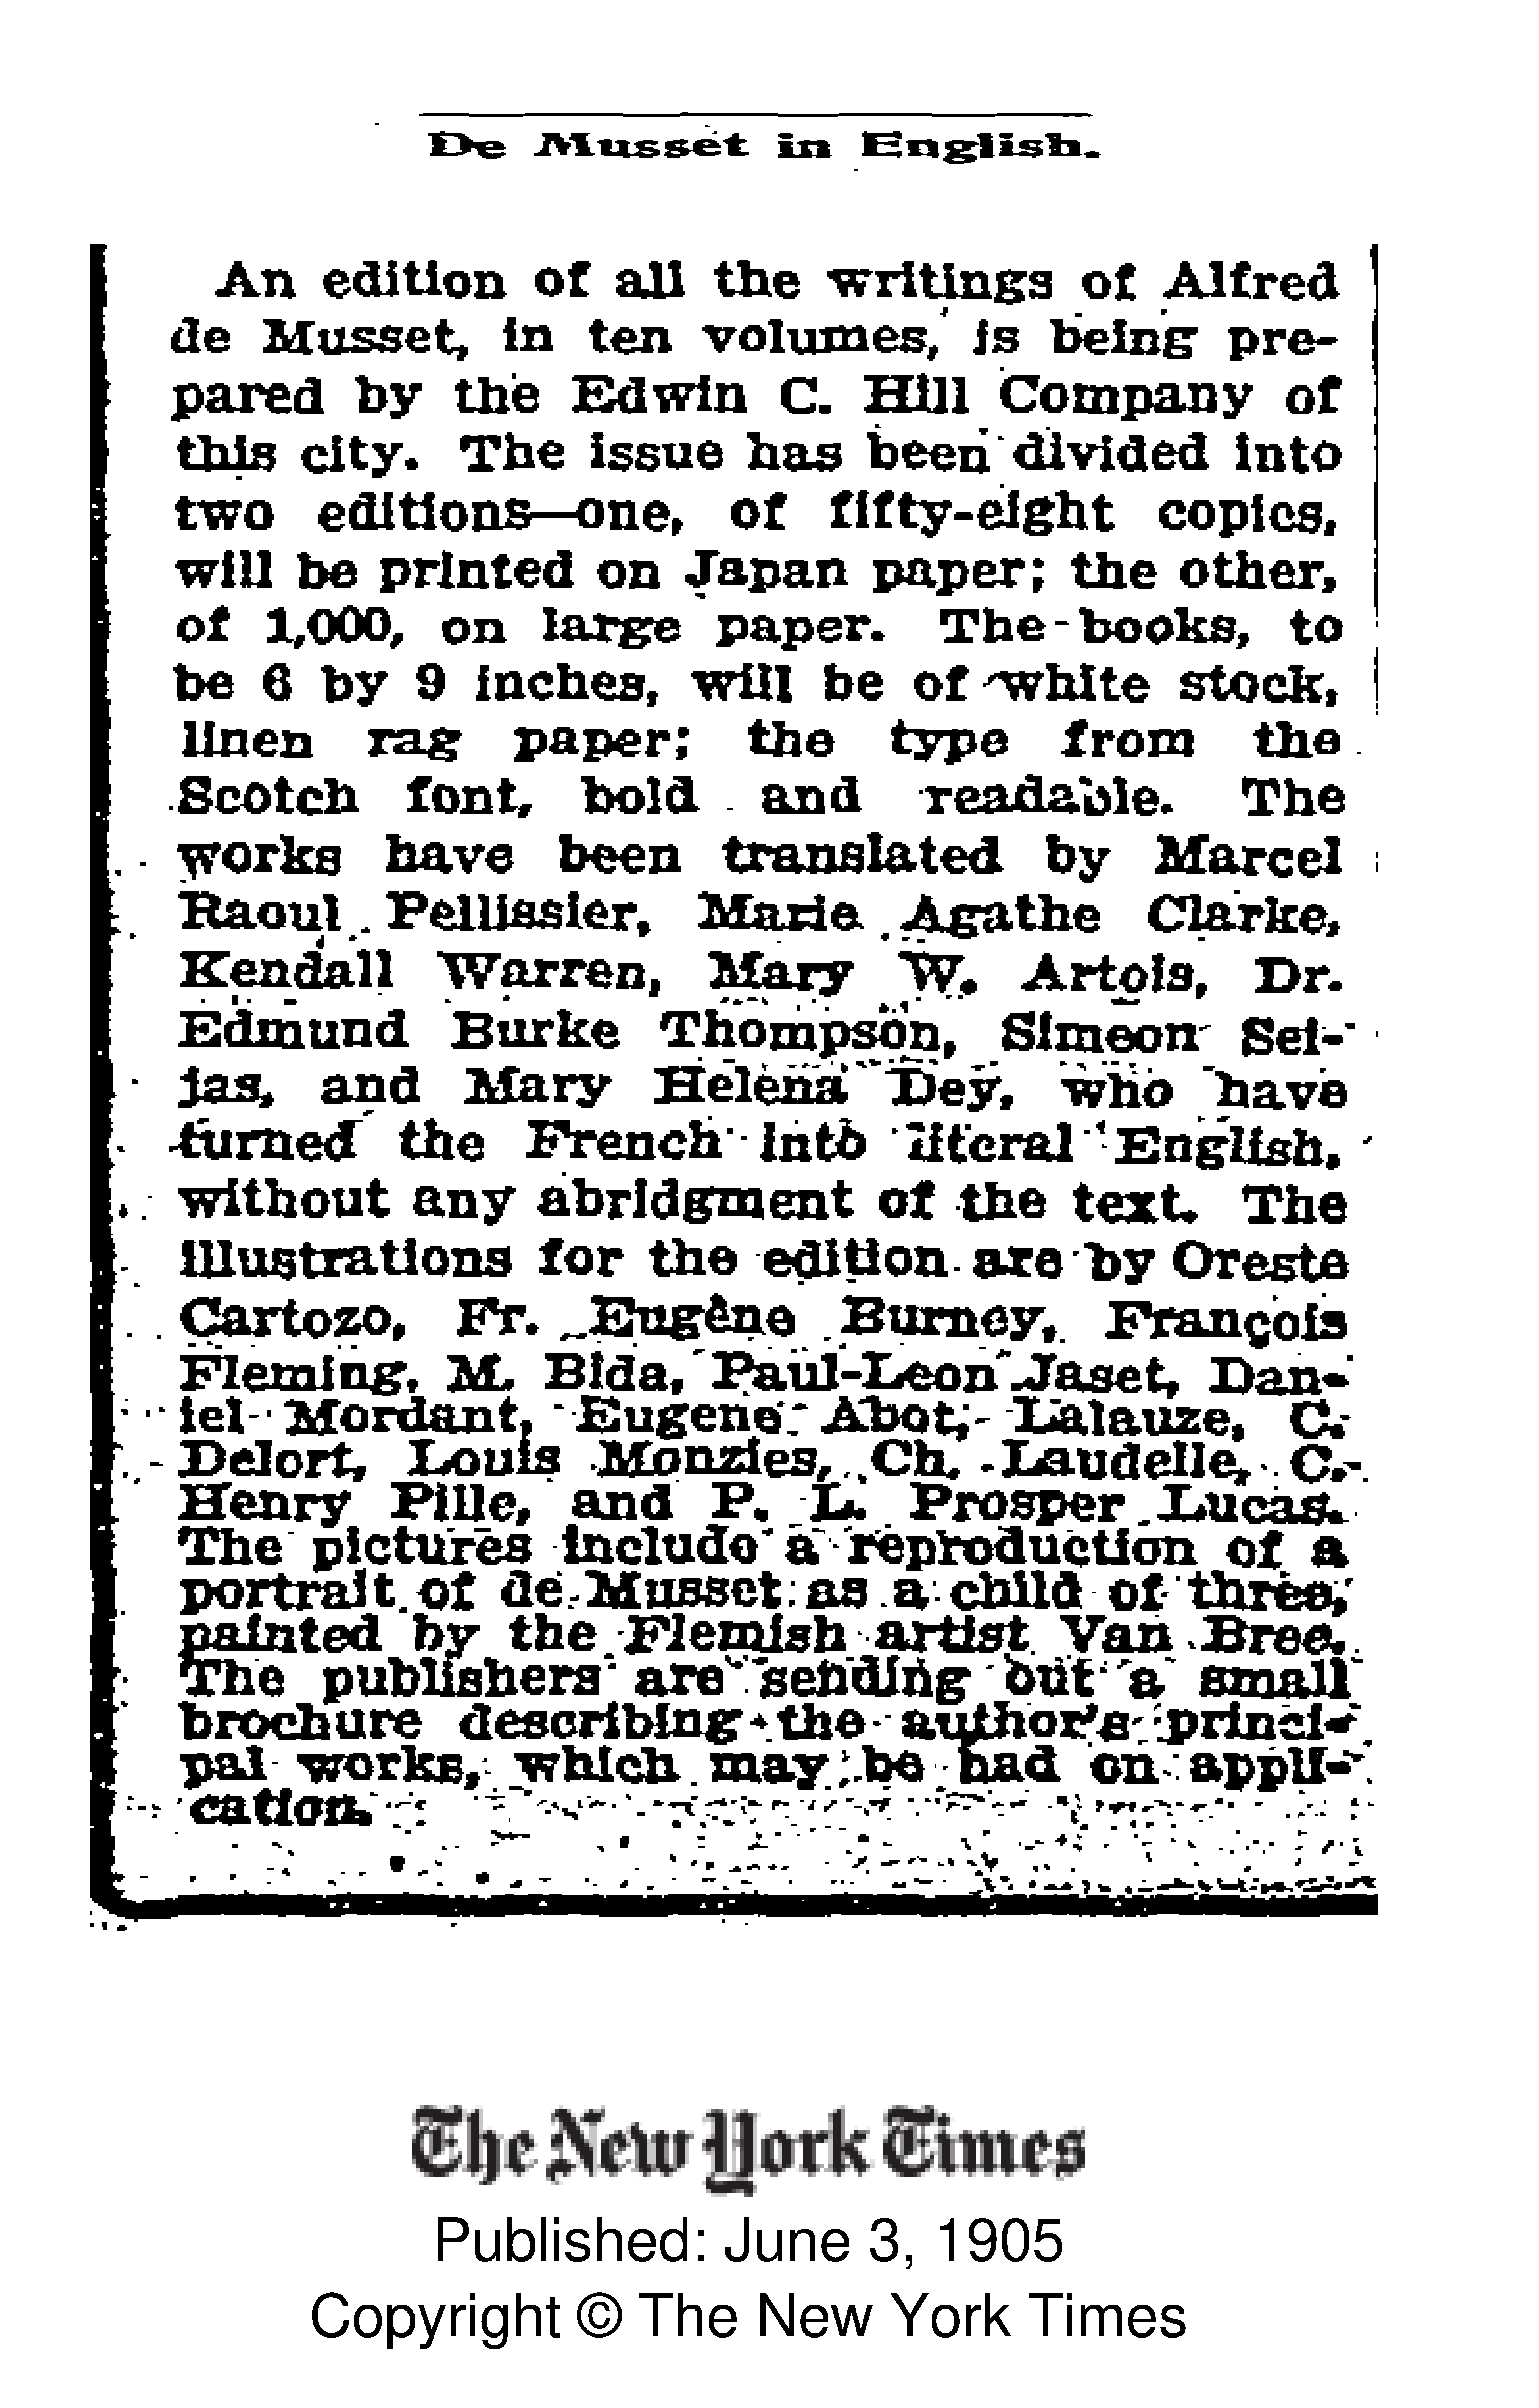 De Musset in English.
An edition of all the writings of Alfred
de Musset, in ten volumes, is being pre-
pared by the Edwin C. Hill Company of
this city. The issue has been divided into
two editions—one, of fifty-eight copies,
will be printed on Japan paper; the other,
of 1,000, on large paper. The books, to
be 6 by 9 inches, will be of white stock,
linen rag paper; the type from the
Scotch font, bold and readable. The
works have been translated by Marcel
Raoul Pellissier, Marie Agathe Clarke,
Kendall Warren, Mary W. Artois, Dr.
Edmund Burke Thompson, Simeon Sei-
jas, and Mary Helena Dey, who have
turned the French into literal English,
without any abridgment of the text. The
illustrations for the edition are by Oreste
Cartozo, Fr. Eugène Burney, François
Fleming, M. Bida, Paul-Leon Jaset, Dan-
iel Mordant, Eugene Abot, Lalauze, C.
Delort, Louis Monzies, Ch. Laudelle, C.
Henry Pille, and P. L. Prosper Lucas.
The pictures include a reproduction of a
portrait of de Musset as a child of three,
painted by the Flemish artist Van Bree.
The publishers are sending out a small
brochure describing the author's princi-
pal works, which may be had on appli-
cation.
The New York Times
Published: June 3, 1905
Copyright © The New York Times